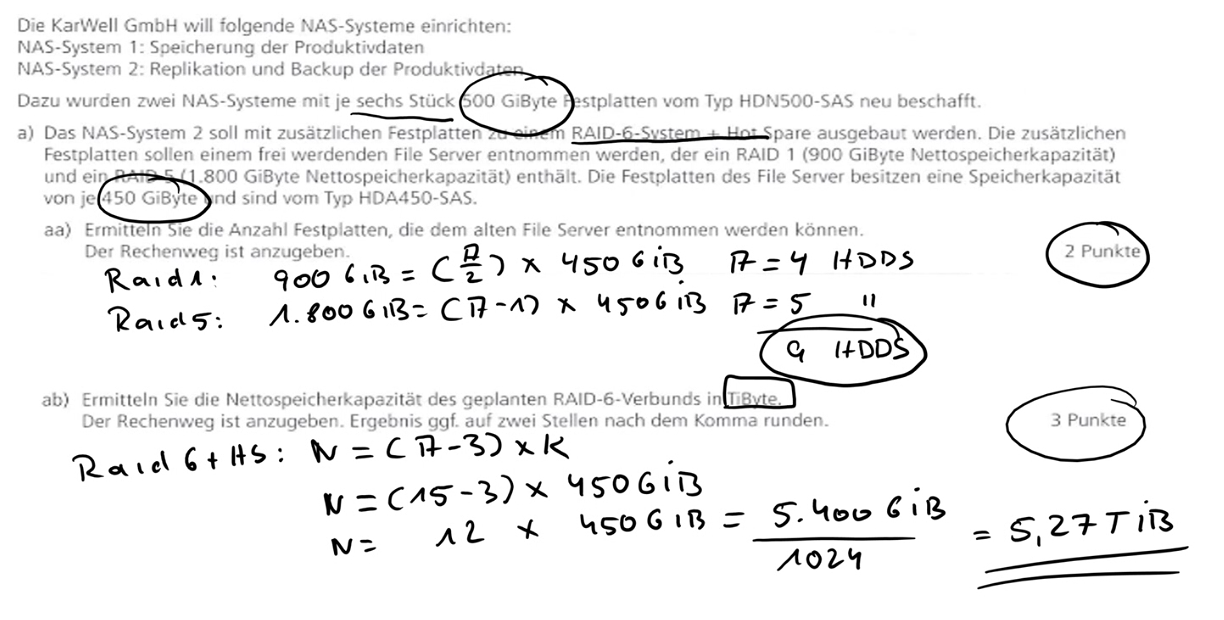 Die KarWell GmbH will folgende NAS-Systeme einrichten:
NAS-System 1: Speicherung der Produktivdaten
NAS-System 2: Replikation und Backup der Produktivdaten
Dazu wurden zwei NAS-Systeme mit je sechs Stück 500 GiByte Festplatten vom Typ HDN500-SAS neu beschafft.
a) Das NAS-System 2 soll mit zusätzlichen Festplatten zu einem RAID-6-System + Hot Spare ausgebaut werden. Die zusätzlichen
Festplatten sollen einem frei werdenden File Server entnommen werden, der ein RAID 1 (900 GiByte Nettospeicherkapazität)
und ein RAID 5 (1.800 GiByte Nettospeicherkapazität) enthält. Die Festplatten des File Server besitzen eine Speicherkapazität
von je 450 GiByte und sind vom Typ HDA450-SAS.
aa) Ermitteln Sie die Anzahl Festplatten, die dem alten File Server entnommen werden können.
Der Rechenweg ist anzugeben. 2 Punkte
Raid 1: 900 GiB = (A/2) x 450 GiB A = 4 HDDS
Raid 5: 1.800 GiB = (A-1) x 450 GiB A = 5 "
9 HDDS
ab) Ermitteln Sie die Nettospeicherkapazität des geplanten RAID-6-Verbunds in TiByte.
Der Rechenweg ist anzugeben. Ergebnis ggf. auf zwei Stellen nach dem Komma runden. 3 Punkte
Raid 6 + HS: N = (A-3) x K
N = (15-3) x 450 GiB
N = 12 x 450 GiB = 5.400 GiB / 1024 = 5,27 TiB